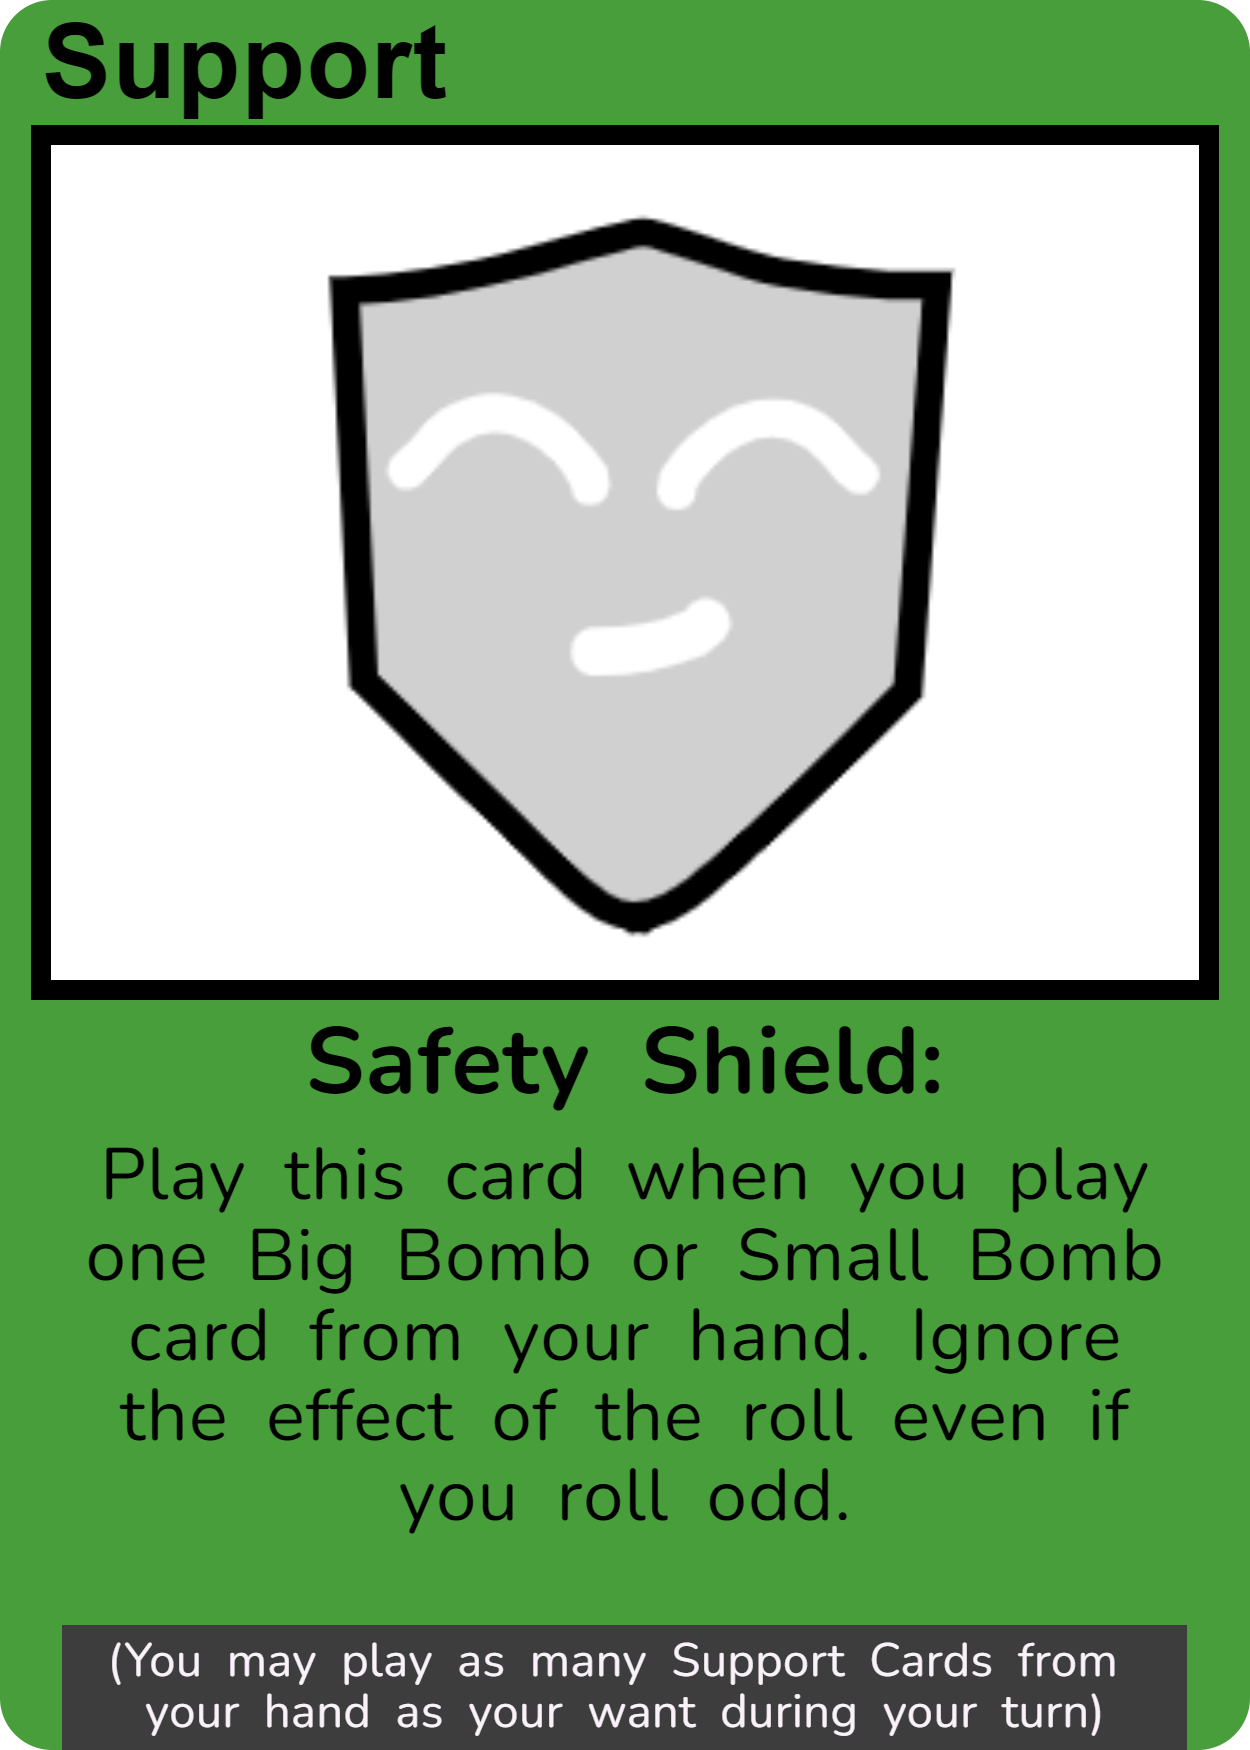 Support
Safety Shield:
Play this card when you play
one Big Bomb or Small Bomb
card from your hand. Ignore
the effect of the roll even if
you roll odd.
(You may play as many Support Cards from
your hand as your want during your turn)